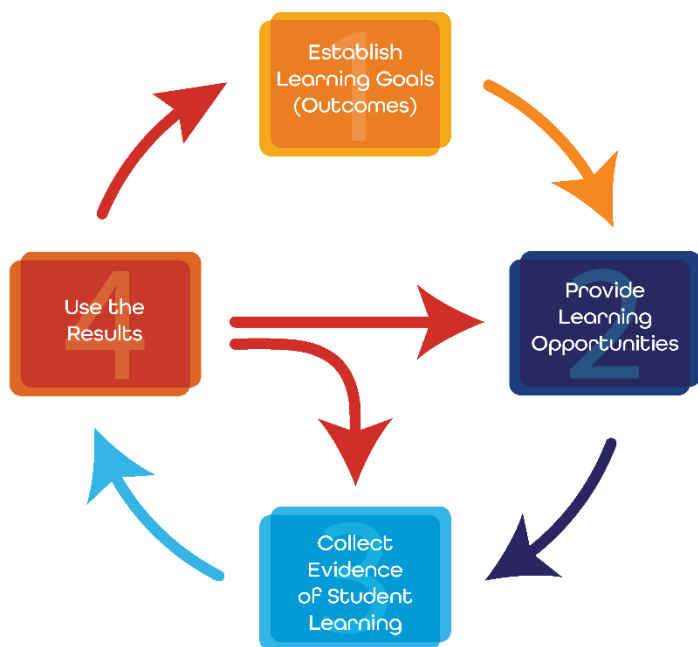 1
Establish
Learning Goals
(Outcomes)
2
Provide
Learning
Opportunities
3
Collect
Evidence
of Student
Learning
4
Use the
Results